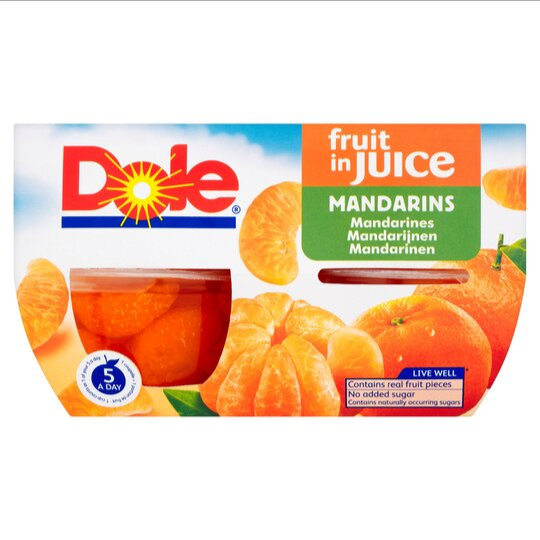 Dole®
fruit
in JUICE
MANDARINS
Mandarines
Mandarijnen
Mandarinen
5
A DAY
LIVE WELL
Contains real fruit pieces
No added sugar
Contains naturally occurring sugars